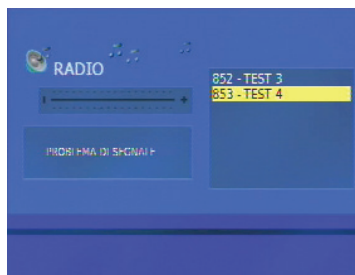 RADIO
852 - TEST 3
853 - TEST 4
PROBLEMA DI SEGNALE